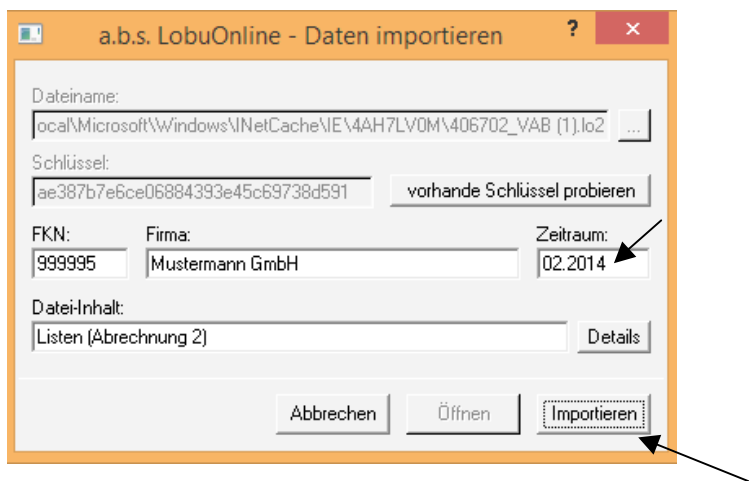 a.b.s. LobuOnline - Daten importieren ? ×
Dateiname:
ocal\Microsoft\Windows\INetCache\IE\4AH7LV0M\406702_VAB (1).lo2 ...
Schlüssel:
ae387b7e6ce06884393e45c69738d591 vorhande Schlüssel probieren
FKN: Firma: Zeitraum:
999995 Mustermann GmbH 02.2014
Datei-Inhalt:
Listen (Abrechnung 2) Details
Abbrechen Öffnen Importieren